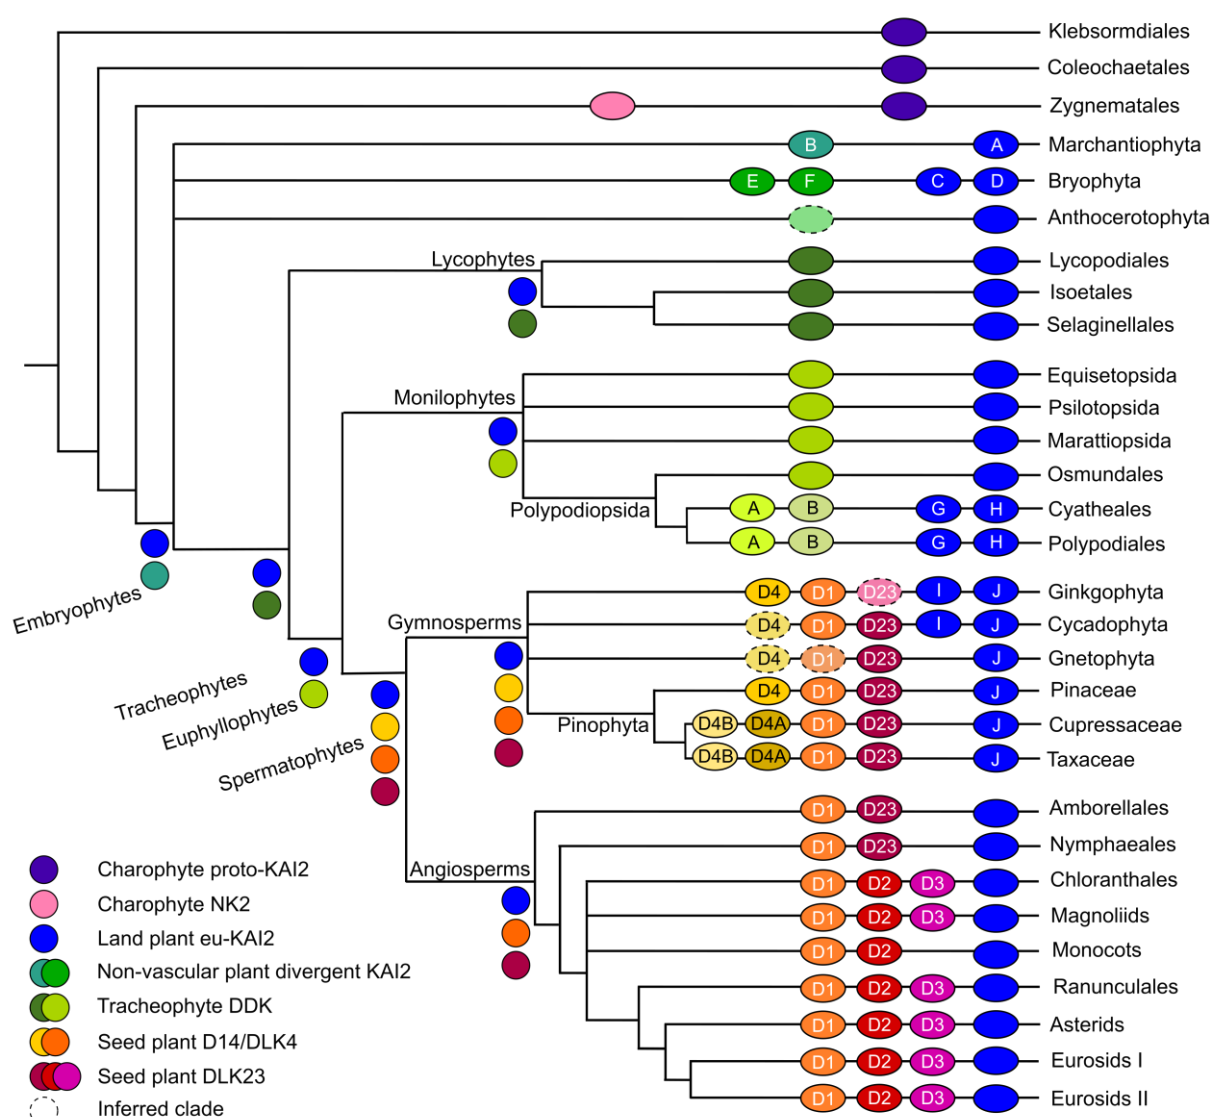 Klebsormdiales
Coleochaetales
Zygnematales
B A Marchantiophyta
E F C D Bryophyta
Anthocerotophyta
Lycophytes
Lycopodiales
Isoetales
Selaginellales
Equisetopsida
Monilophytes
Psilotopsida
Marattiopsida
Osmundales
Polypodiopsida
A B G H Cyatheales
A B G H Polypodiales
Embryophytes
D4 D1 D23 I J Ginkgophyta
Gymnosperms
D4 D1 D23 I J Cycadophyta
D4 D1 D23 J Gnetophyta
Tracheophytes
D4 D1 D23 J Pinaceae
Euphyllophytes
Pinophyta
D4B D4A D1 D23 J Cupressaceae
Spermatophytes
D4B D4A D1 D23 J Taxaceae
D1 D23 Amborellales
D1 D23 Nymphaeales
Angiosperms
D1 D2 D3 Chloranthales
D1 D2 D3 Magnoliids
D1 D2 Monocots
D1 D2 D3 Ranunculales
D1 D2 D3 Asterids
D1 D2 D3 Eurosids I
D1 D2 D3 Eurosids II
Charophyte proto-KAI2
Charophyte NK2
Land plant eu-KAI2
Non-vascular plant divergent KAI2
Tracheophyte DDK
Seed plant D14/DLK4
Seed plant DLK23
Inferred clade